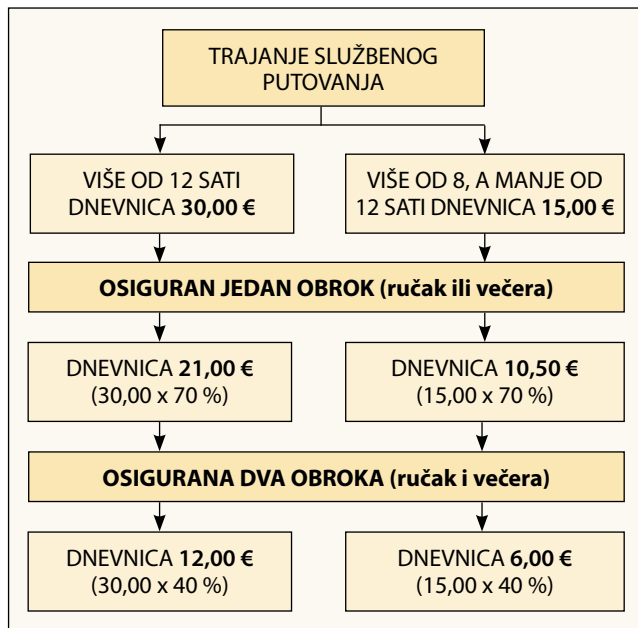 TRAJANJE SLUŽBENOG
PUTOVANJA
VIŠE OD 12 SATI
DNEVNICA 30,00 €
VIŠE OD 8, A MANJE OD
12 SATI DNEVNICA 15,00 €
OSIGURAN JEDAN OBROK (ručak ili večera)
DNEVNICA 21,00 €
(30,00 x 70 %)
DNEVNICA 10,50 €
(15,00 x 70 %)
OSIGURANA DVA OBROKA (ručak i večera)
DNEVNICA 12,00 €
(30,00 x 40 %)
DNEVNICA 6,00 €
(15,00 x 40 %)